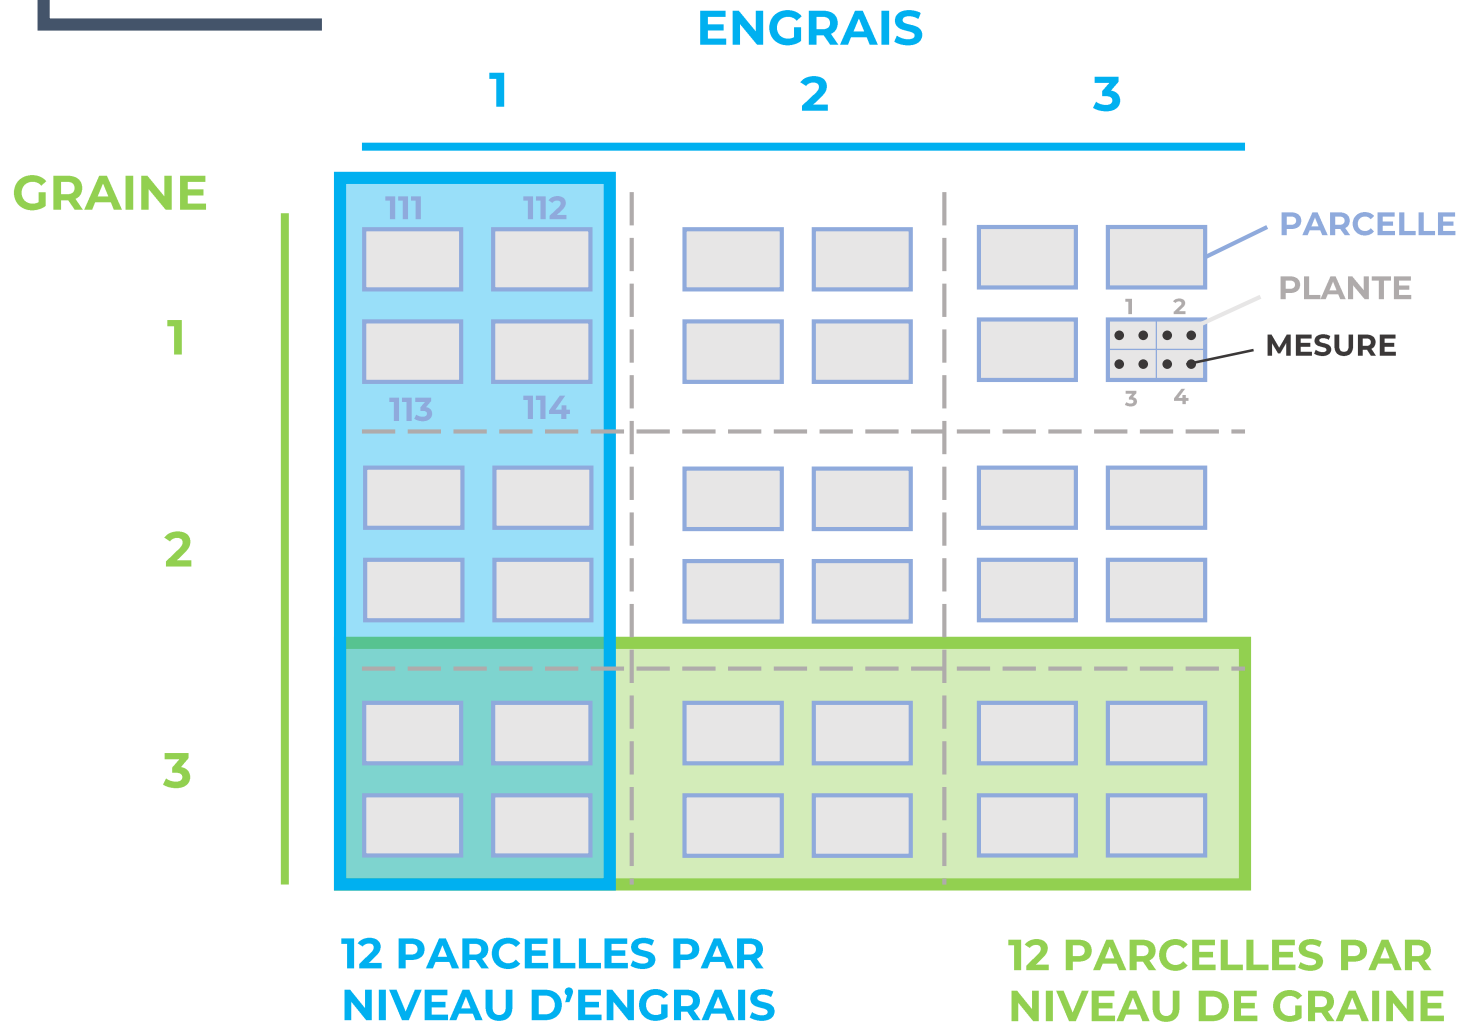 ENGRAIS
1 2 3
GRAINE
111 112
PARCELLE
PLANTE
1 2
1
MESURE
3 4
113 114
2
3
12 PARCELLES PAR
NIVEAU D’ENGRAIS
12 PARCELLES PAR
NIVEAU DE GRAINE